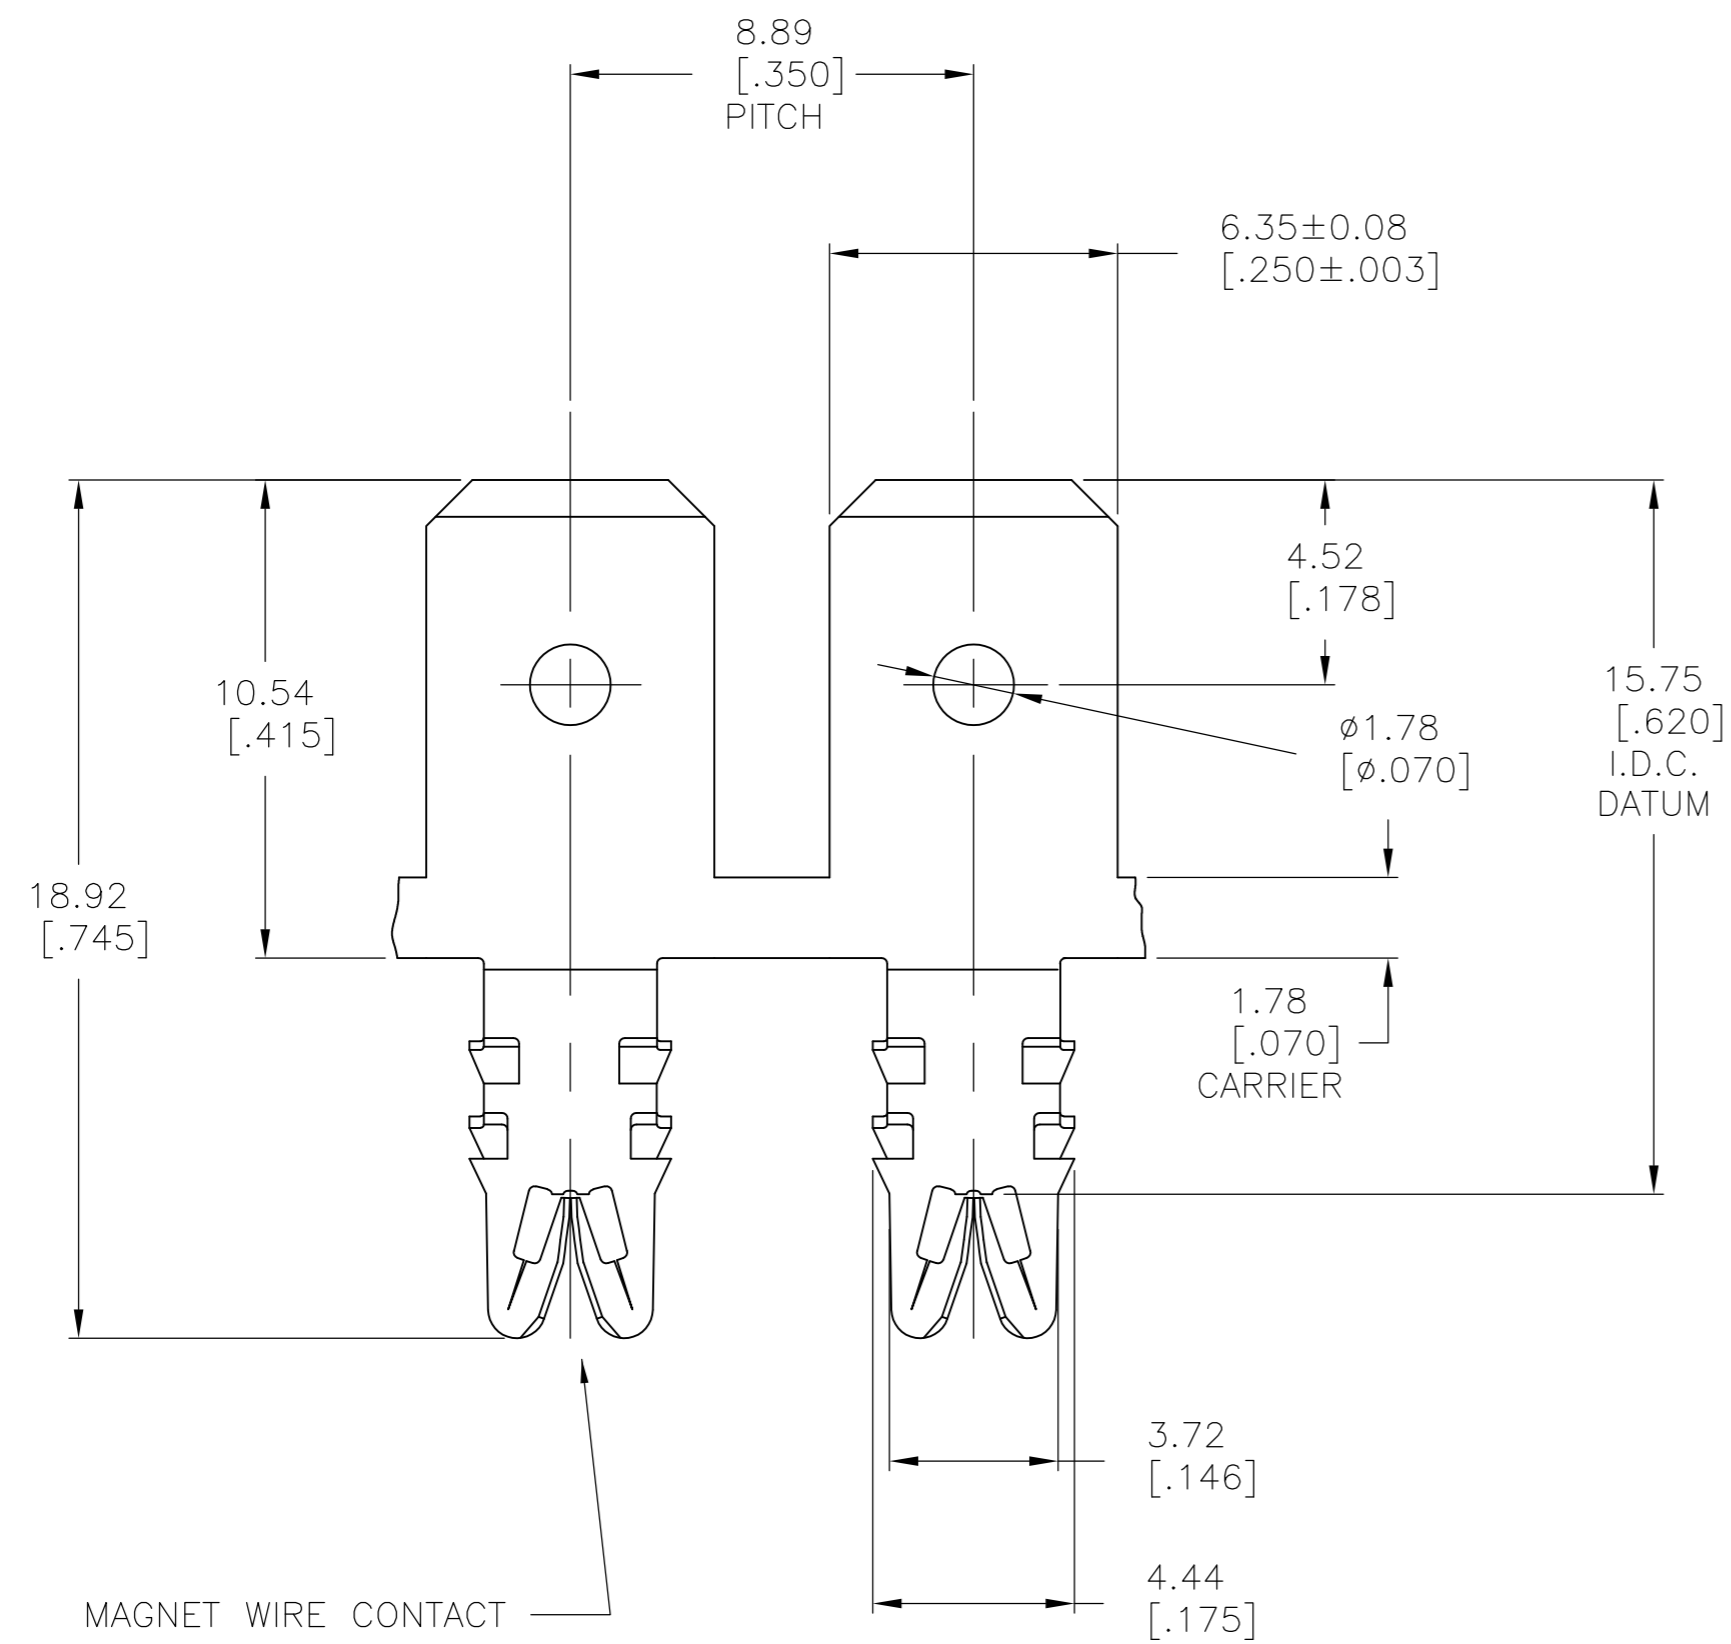 8.89
[.350]
PITCH
6.35±0.08
[.250±.003]
4.52
[.178]
10.54
[.415]
15.75
[.620]
I.D.C.
DATUM
ø1.78
[ø.070]
18.92
[.745]
1.78
[.070]
CARRIER
3.72
[.146]
4.44
[.175]
MAGNET WIRE CONTACT